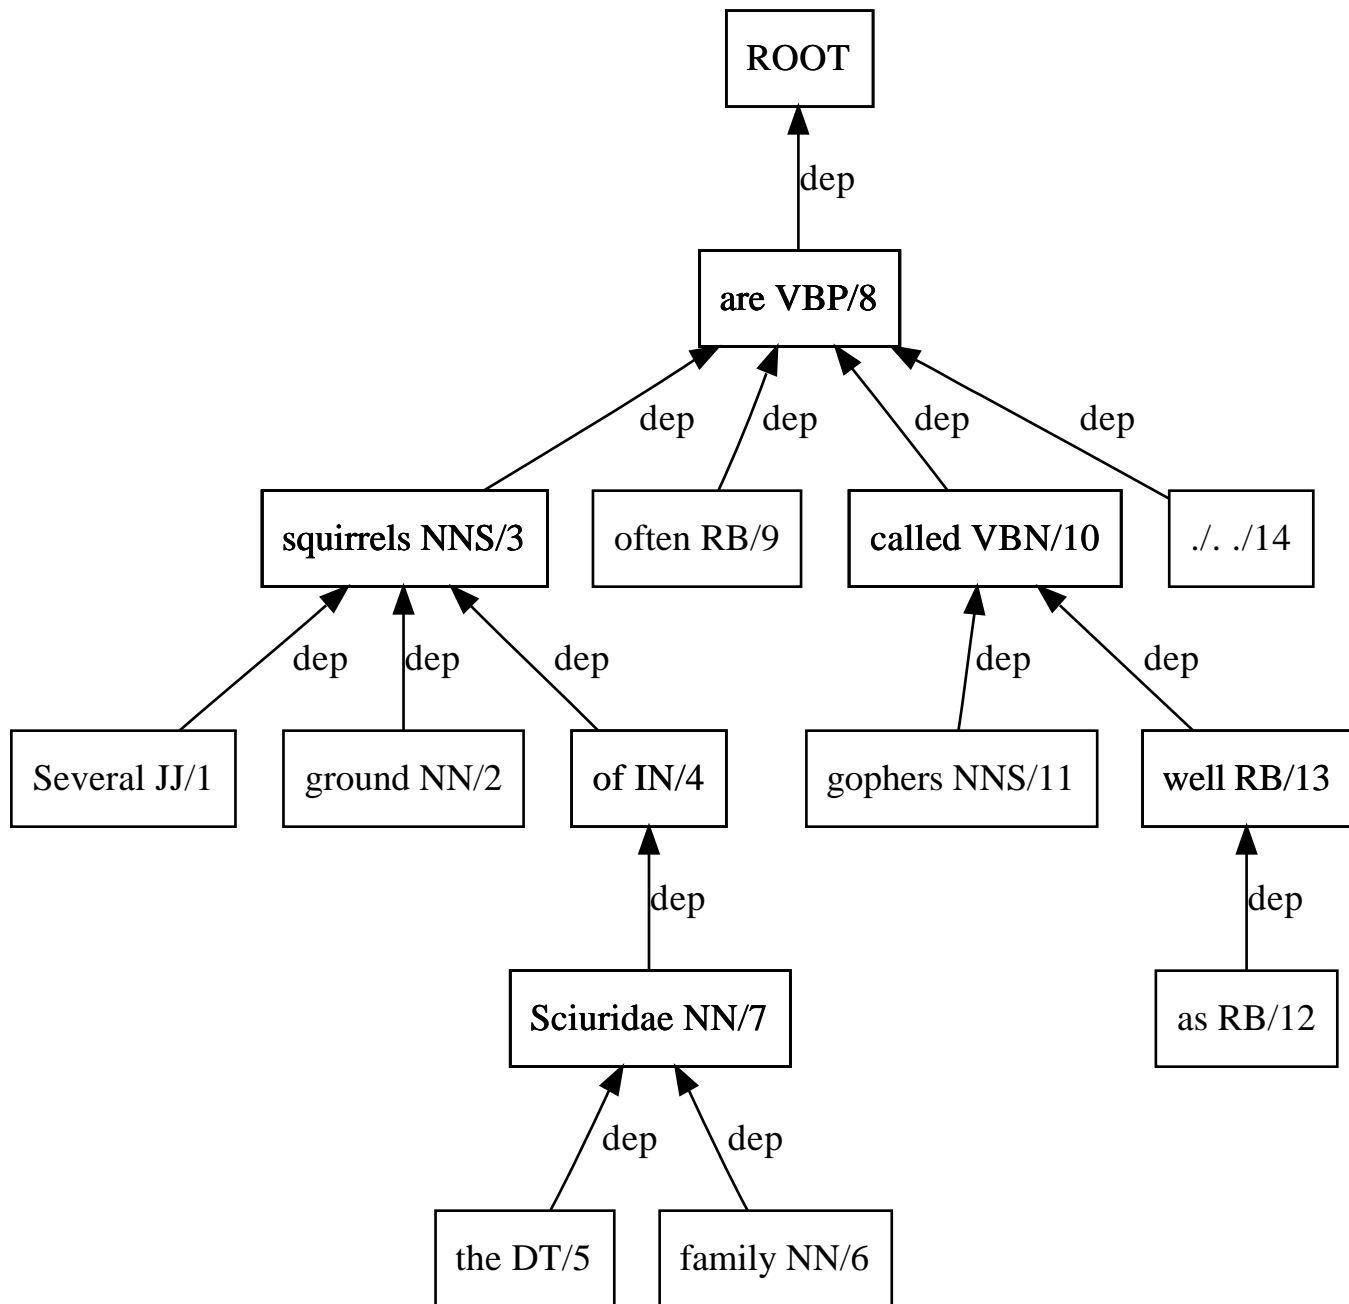 ROOT
dep
are VBP/8
dep dep dep dep
squirrels NNS/3 often RB/9 called VBN/10 ./. ./14
dep dep dep dep dep
Several JJ/1 ground NN/2 of IN/4 gophers NNS/11 well RB/13
dep dep
Sciuridae NN/7 as RB/12
dep dep
the DT/5 family NN/6